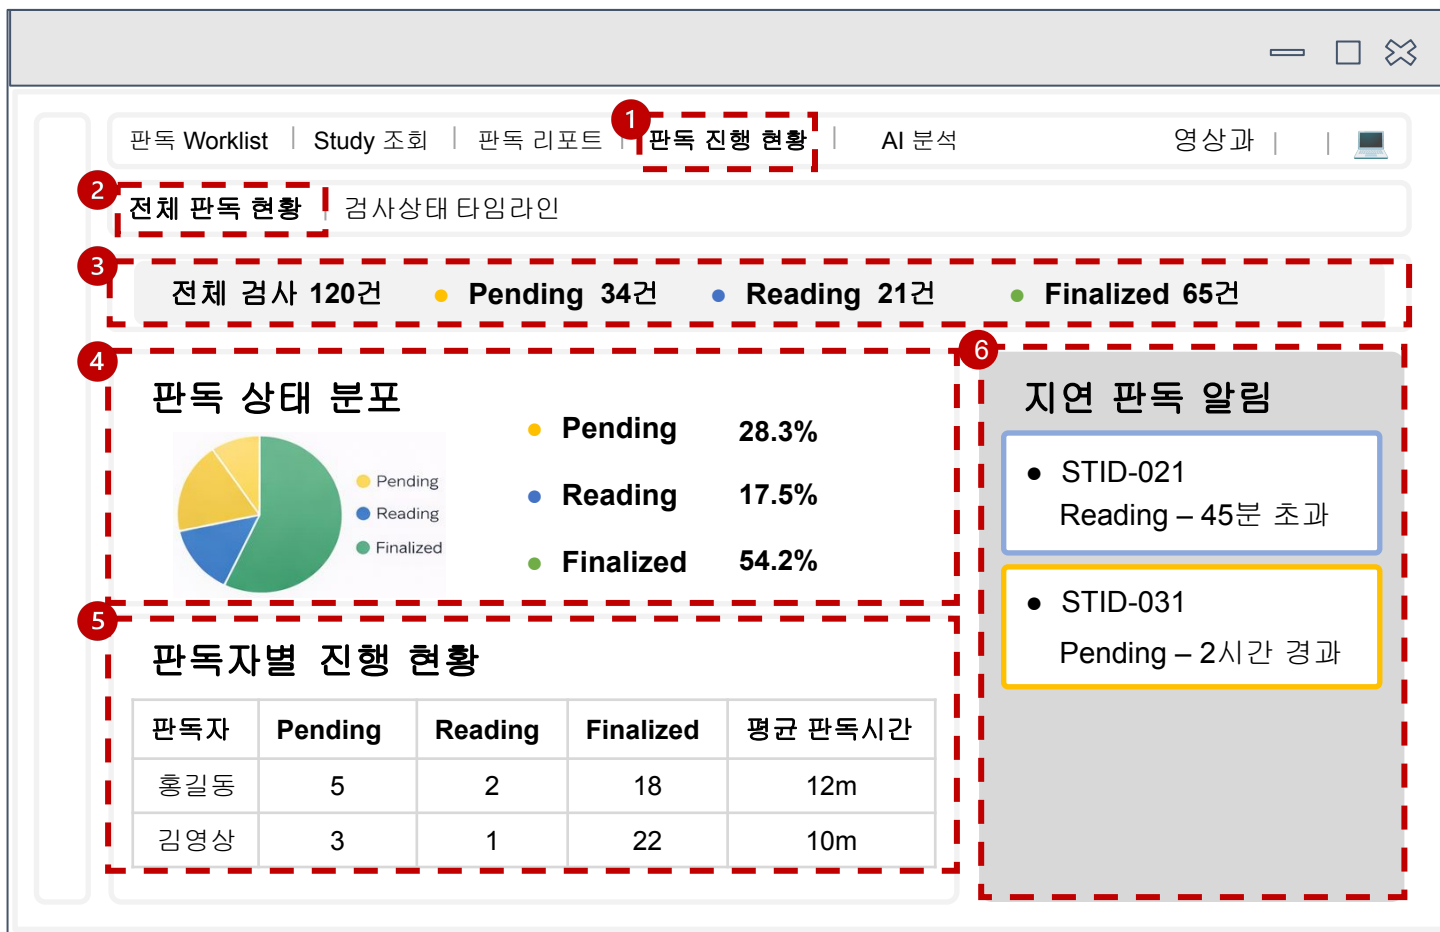 1
판독 Worklist | Study 조회 | 판독 리포트 | 판독 진행 현황 | AI 분석 영상과 | |
2
전체 판독 현황 | 검사상태 타임라인
3
전체 검사 120건 ● Pending 34건 ● Reading 21건 ● Finalized 65건
4
판독 상태 분포
Pending
Reading
Finalized
● Pending 28.3%
● Reading 17.5%
● Finalized 54.2%
5
판독자별 진행 현황
판독자 Pending Reading Finalized 평균 판독시간
홍길동 5 2 18 12m
김영상 3 1 22 10m
6
지연 판독 알림
● STID-021
Reading – 45분 초과
● STID-031
Pending – 2시간 경과